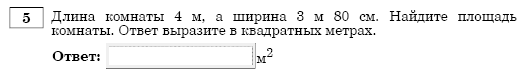 5 Длина комнаты 4 м, а ширина 3 м 80 см. Найдите площадь
комнаты. Ответ выразите в квадратных метрах.
Ответ: м²